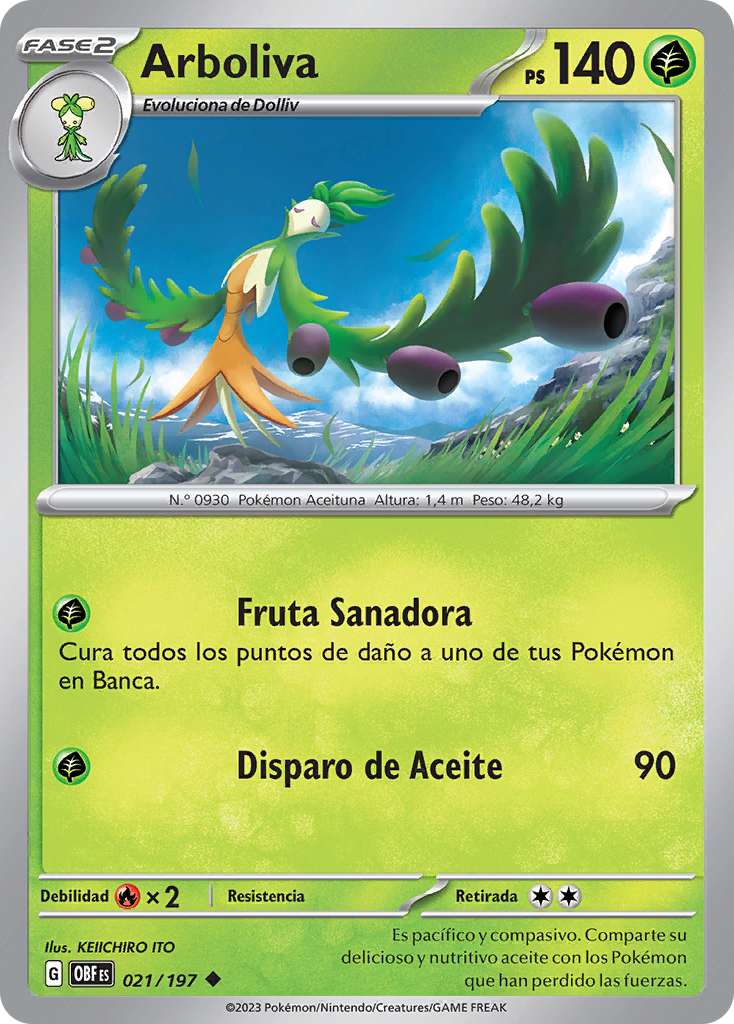 FASE2
Arboliva
PS 140
Evoluciona de Dolliv
N.º 0930 Pokémon Aceituna Altura: 1,4 m Peso: 48,2 kg
Fruta Sanadora
Cura todos los puntos de daño a uno de tus Pokémon
en Banca.
Disparo de Aceite 90
Debilidad ×2 Resistencia Retirada
Ilus. KEIICHIRO ITO
G OBF ES 021/197
Es pacífico y compasivo. Comparte su
delicioso y nutritivo aceite con los Pokémon
que han perdido las fuerzas.
©2023 Pokémon/Nintendo/Creatures/GAME FREAK